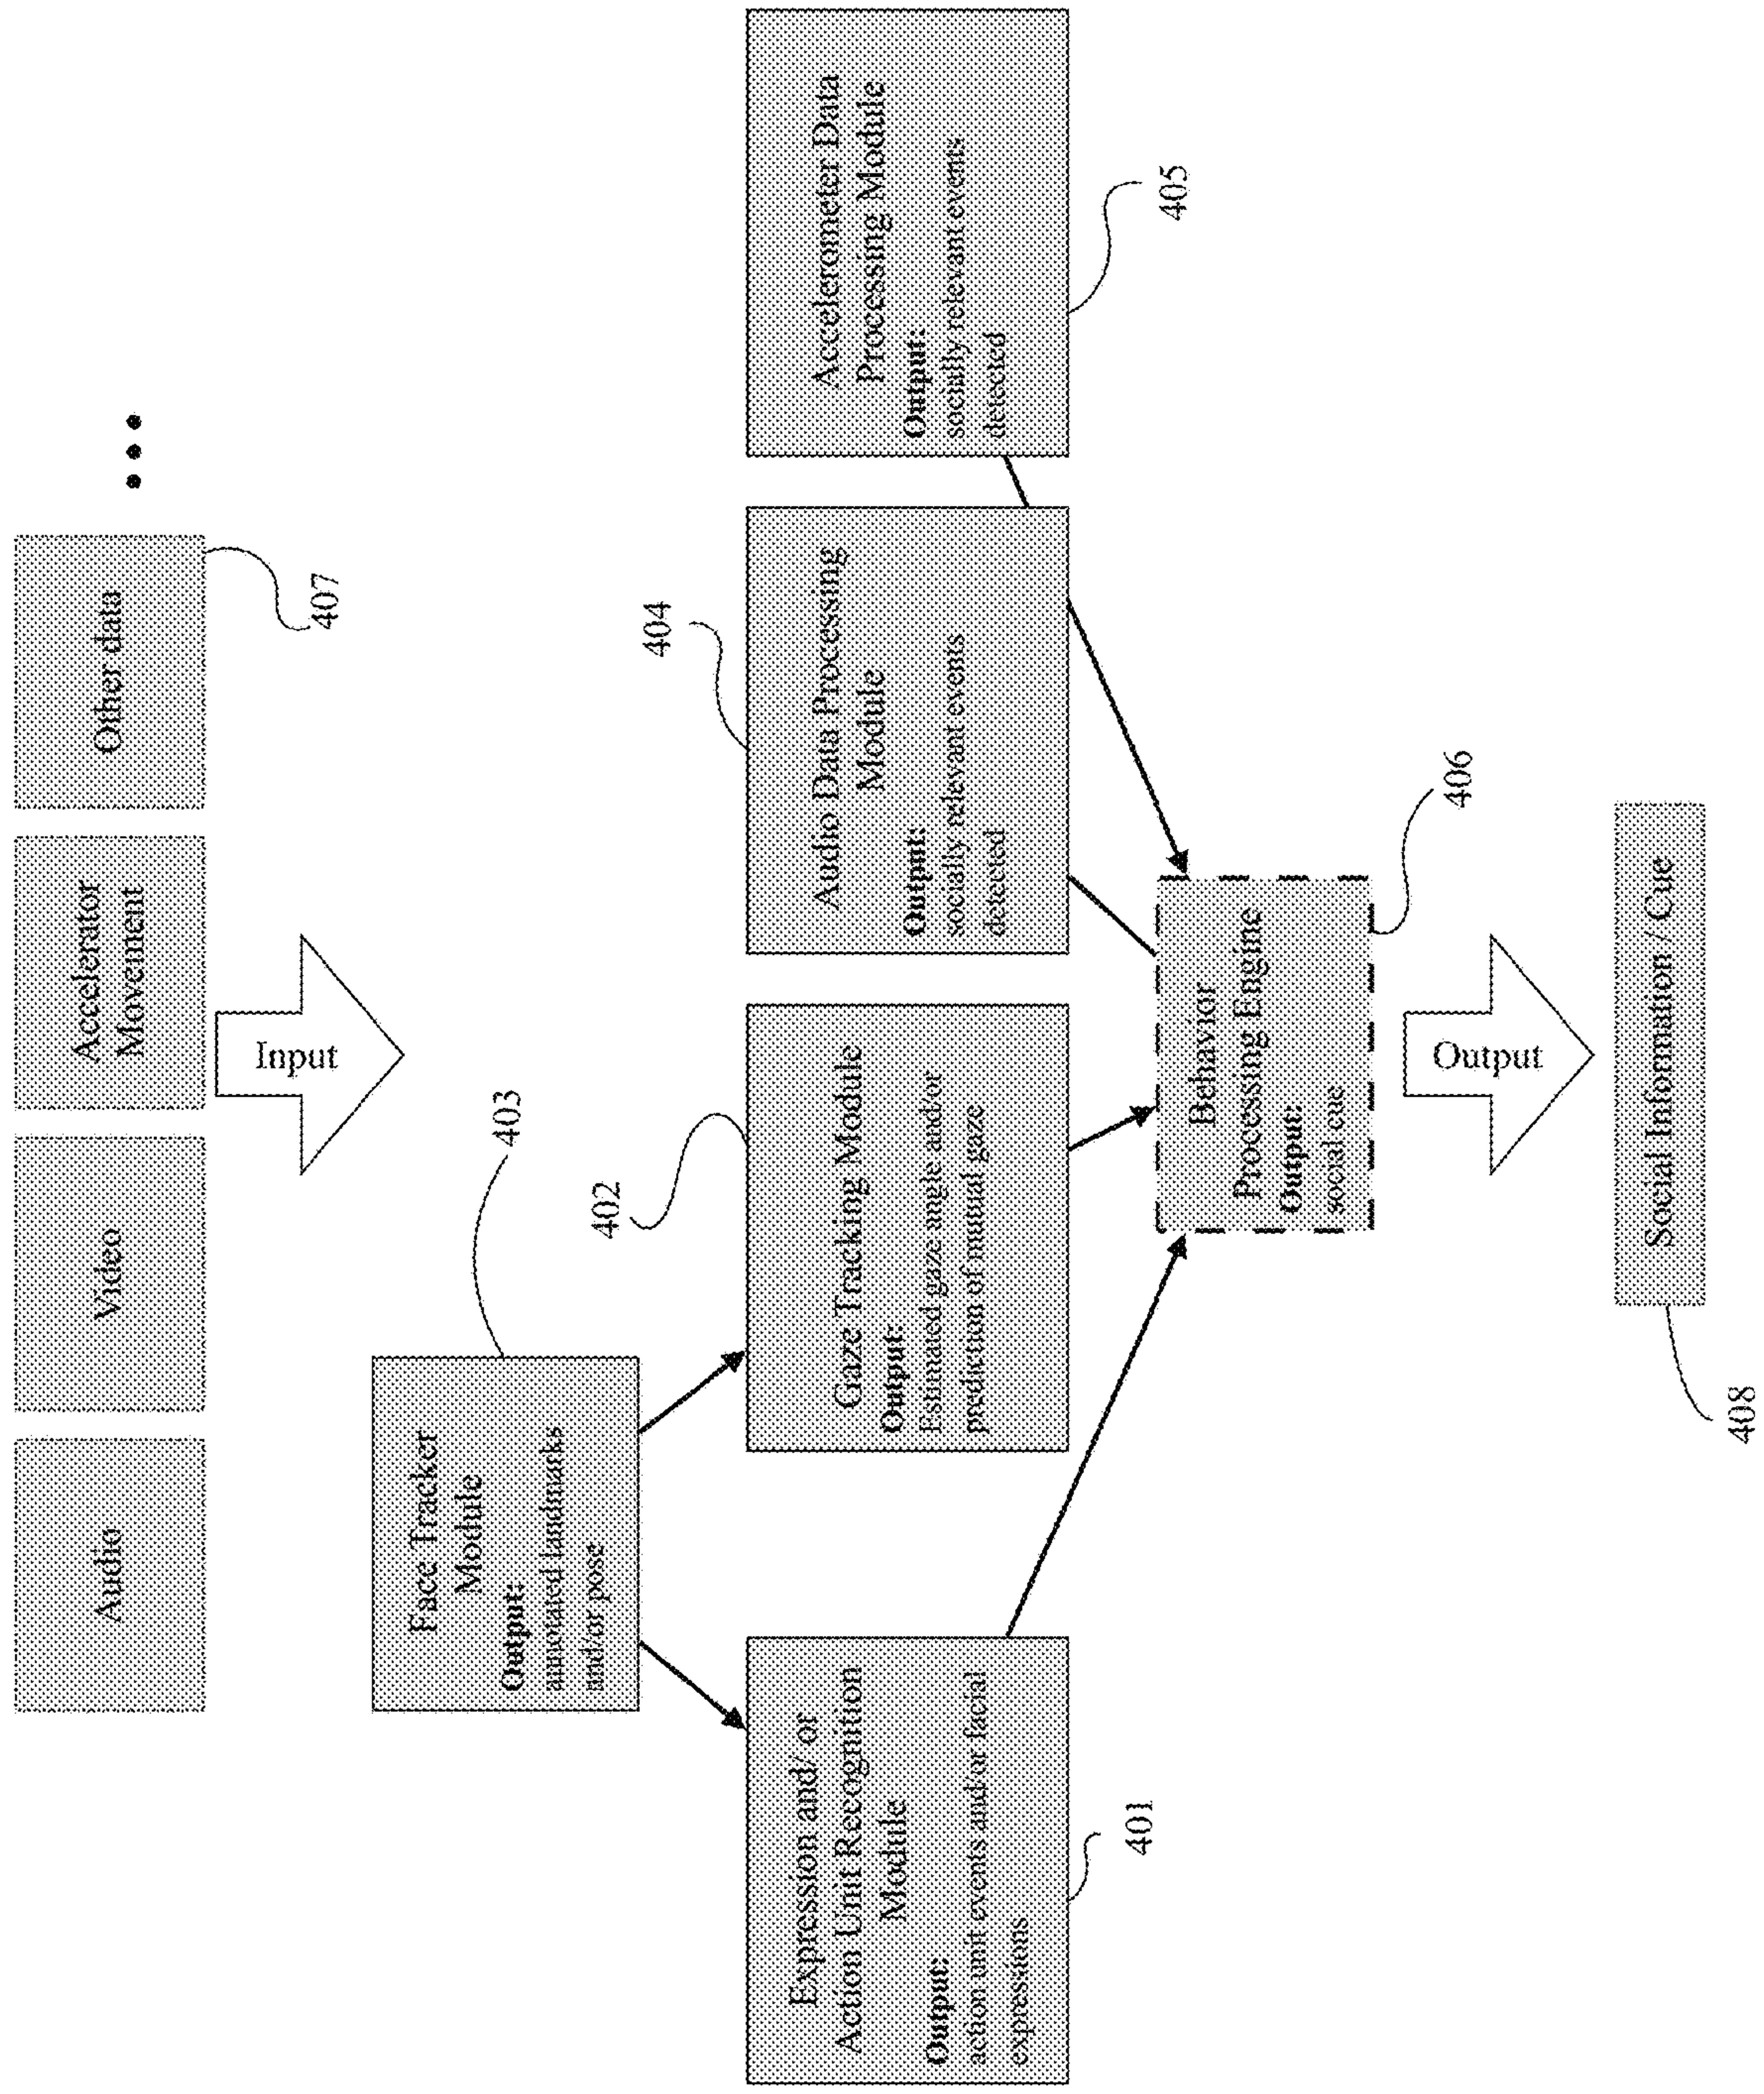 Audio
Video
Accelerator
Movement
Other data
407
Input
403
Face Tracker
Module
Output:
annotated landmarks
and/or pose
402
404
Expression and/ or
Action Unit Recognition
Module
Output:
action unit events and/or facial
expressions
401
Gaze Tracking Module
Output:
Estimated gaze angle and/or
prediction of mutual gaze
Audio Data Processing
Module
Output:
socially relevant events
detected
Accelerometer Data
Processing Module
Output:
socially relevant events
detected
405
Behavior
Processing Engine
Output:
social cue
406
Output
Social Information / Cue
408